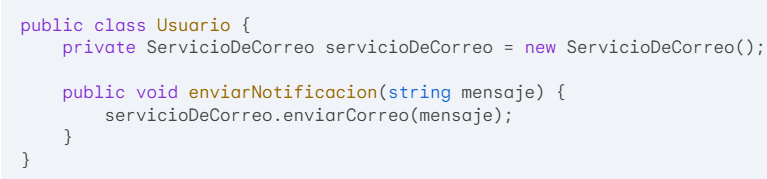 public class Usuario {
    private ServicioDeCorreo servicioDeCorreo = new ServicioDeCorreo();

    public void enviarNotificacion(string mensaje) {
        servicioDeCorreo.enviarCorreo(mensaje);
    }
}